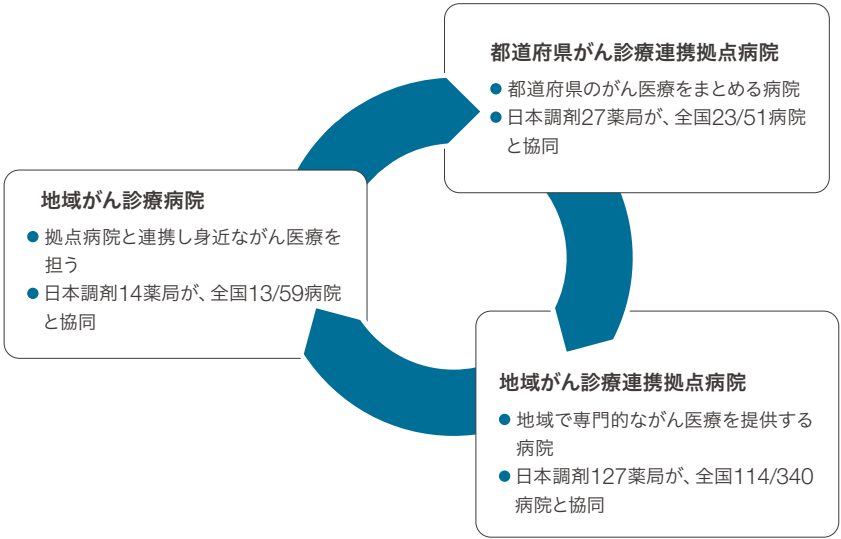 都道府県がん診療連携拠点病院
● 都道府県のがん医療をまとめる病院
● 日本調剤27薬局が、全国23/51病院
と協同
地域がん診療病院
● 拠点病院と連携し身近ながん医療を
担う
● 日本調剤14薬局が、全国13/59病院
と協同
地域がん診療連携拠点病院
● 地域で専門的ながん医療を提供する
病院
● 日本調剤127薬局が、全国114/340
病院と協同